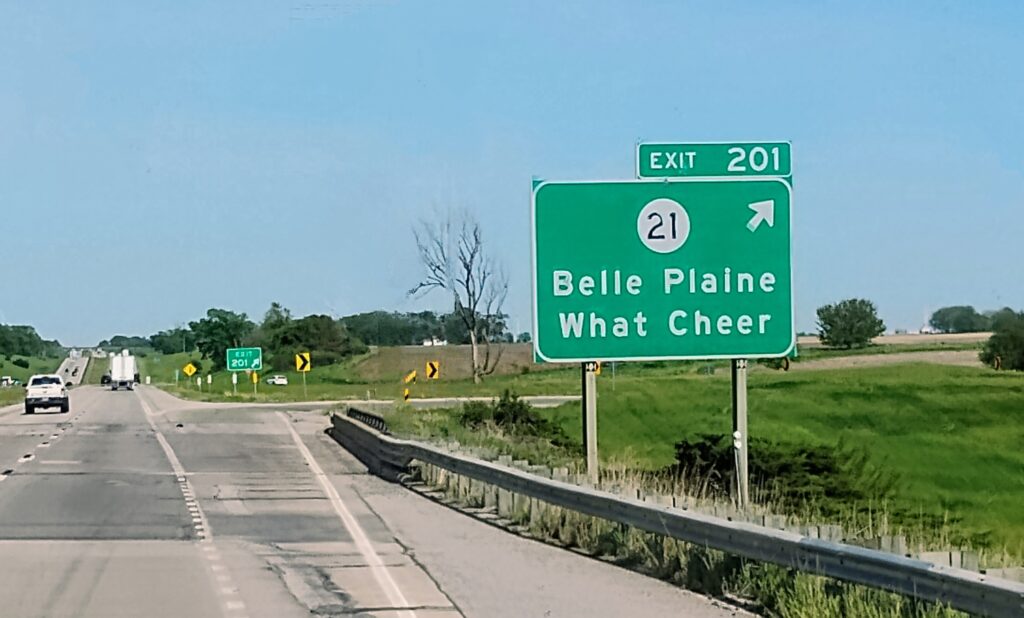 EXIT 201
21
Belle Plaine
What Cheer
EXIT
201